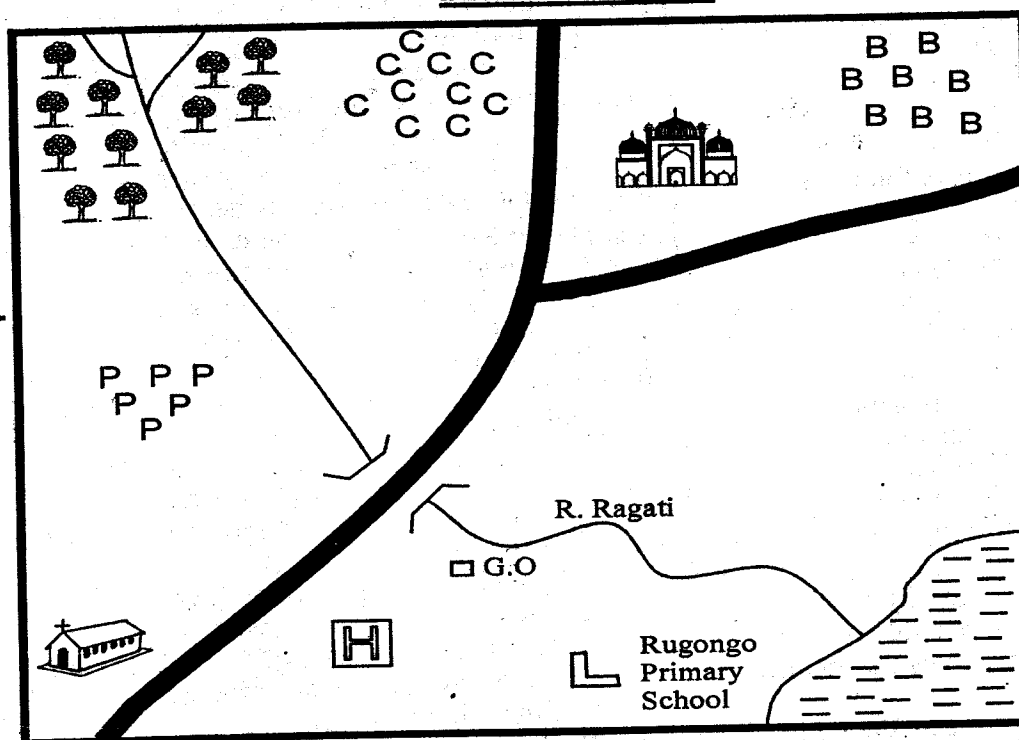 C
C C C
C C C C
C C
B B
B B B
B B B
P P P
P P
P
R. Ragati
G.O
H
Rugongo
Primary
School